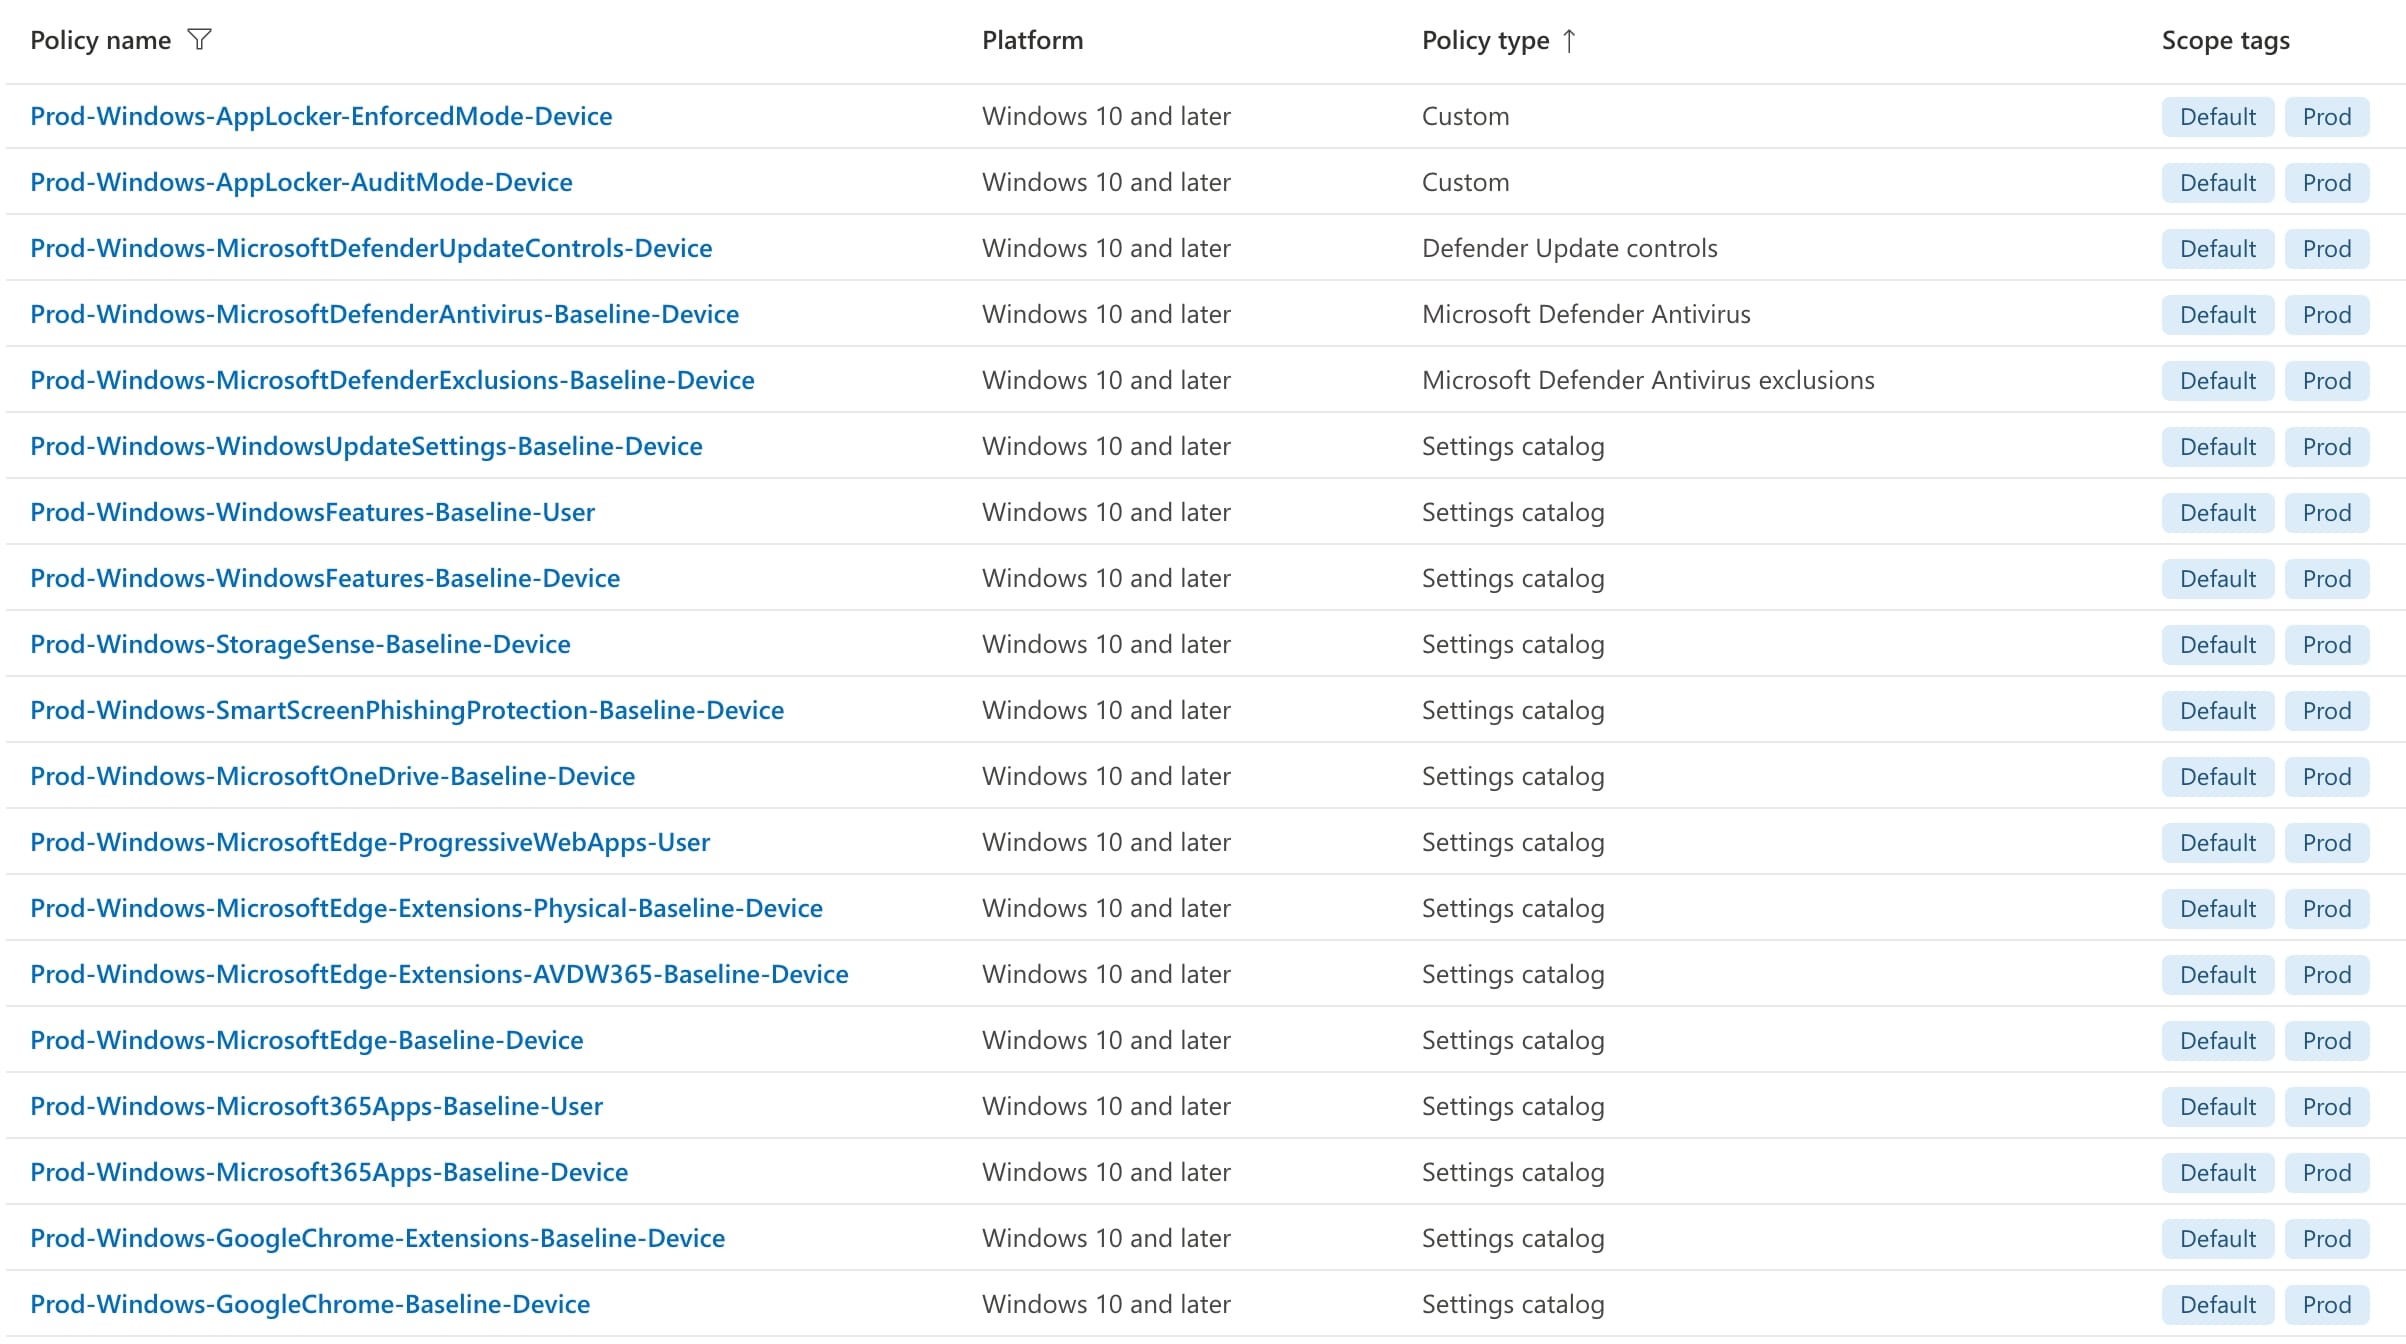 Policy name Platform Policy type ↑ Scope tags
Prod-Windows-AppLocker-EnforcedMode-Device Windows 10 and later Custom Default Prod
Prod-Windows-AppLocker-AuditMode-Device Windows 10 and later Custom Default Prod
Prod-Windows-MicrosoftDefenderUpdateControls-Device Windows 10 and later Defender Update controls Default Prod
Prod-Windows-MicrosoftDefenderAntivirus-Baseline-Device Windows 10 and later Microsoft Defender Antivirus Default Prod
Prod-Windows-MicrosoftDefenderExclusions-Baseline-Device Windows 10 and later Microsoft Defender Antivirus exclusions Default Prod
Prod-Windows-WindowsUpdateSettings-Baseline-Device Windows 10 and later Settings catalog Default Prod
Prod-Windows-WindowsFeatures-Baseline-User Windows 10 and later Settings catalog Default Prod
Prod-Windows-WindowsFeatures-Baseline-Device Windows 10 and later Settings catalog Default Prod
Prod-Windows-StorageSense-Baseline-Device Windows 10 and later Settings catalog Default Prod
Prod-Windows-SmartScreenPhishingProtection-Baseline-Device Windows 10 and later Settings catalog Default Prod
Prod-Windows-MicrosoftOneDrive-Baseline-Device Windows 10 and later Settings catalog Default Prod
Prod-Windows-MicrosoftEdge-ProgressiveWebApps-User Windows 10 and later Settings catalog Default Prod
Prod-Windows-MicrosoftEdge-Extensions-Physical-Baseline-Device Windows 10 and later Settings catalog Default Prod
Prod-Windows-MicrosoftEdge-Extensions-AVDW365-Baseline-Device Windows 10 and later Settings catalog Default Prod
Prod-Windows-MicrosoftEdge-Baseline-Device Windows 10 and later Settings catalog Default Prod
Prod-Windows-Microsoft365Apps-Baseline-User Windows 10 and later Settings catalog Default Prod
Prod-Windows-Microsoft365Apps-Baseline-Device Windows 10 and later Settings catalog Default Prod
Prod-Windows-GoogleChrome-Extensions-Baseline-Device Windows 10 and later Settings catalog Default Prod
Prod-Windows-GoogleChrome-Baseline-Device Windows 10 and later Settings catalog Default Prod